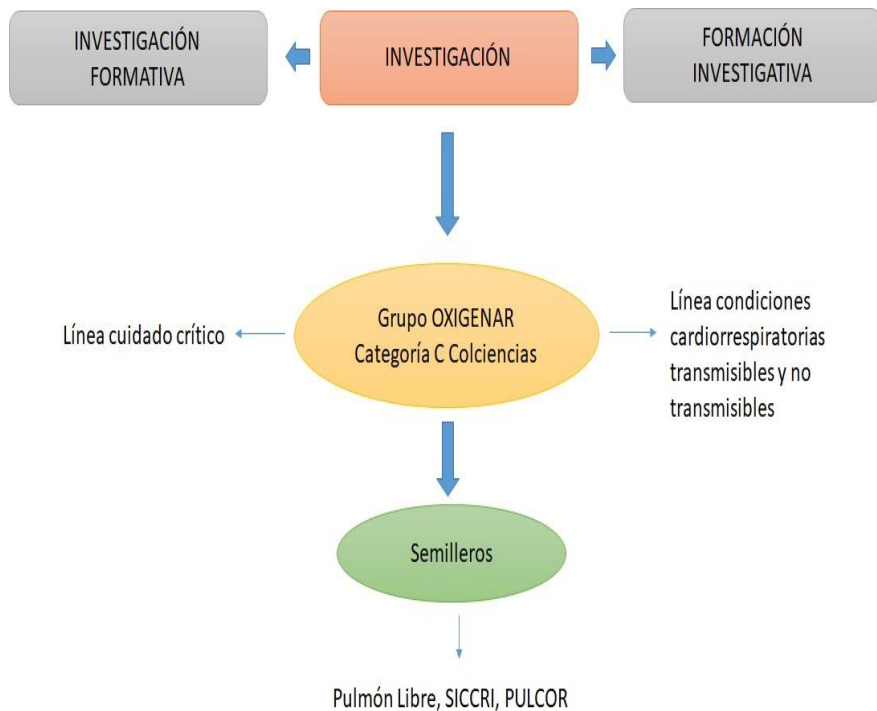 INVESTIGACIÓN
FORMATIVA
INVESTIGACIÓN
FORMACIÓN
INVESTIGATIVA
Línea cuidado crítico
Grupo OXIGENAR
Categoría C Colciencias
Línea condiciones
cardiorrespiratorias
transmisibles y no
transmisibles
Semilleros
Pulmón Libre, SICCRI, PULCOR